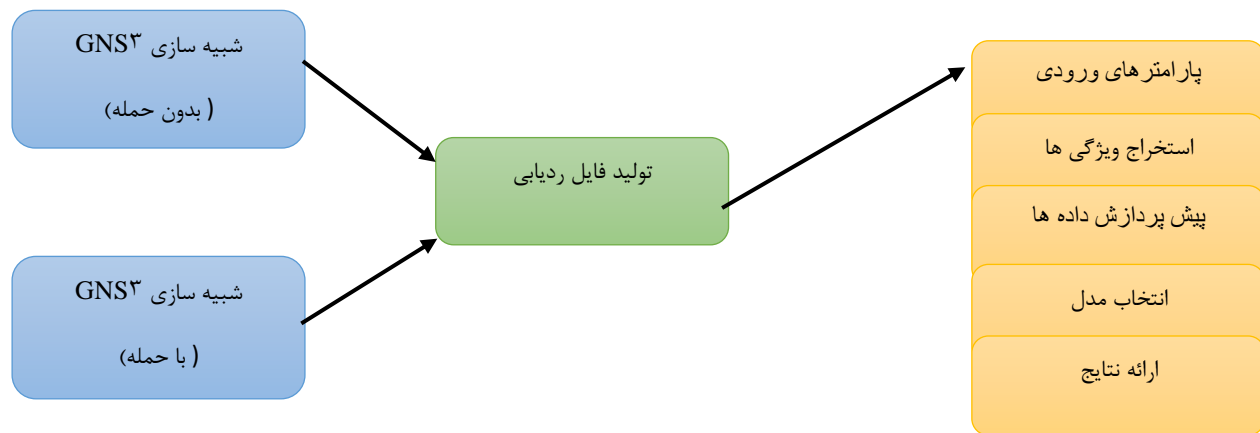 شبیه سازی GNS۳
( بدون حمله)
شبیه سازی GNS۳
( با حمله)
تولید فایل ردیابی
پارامترهای ورودی
استخراج ویژگی ها
پیش پردازش داده ها
انتخاب مدل
ارائه نتایج